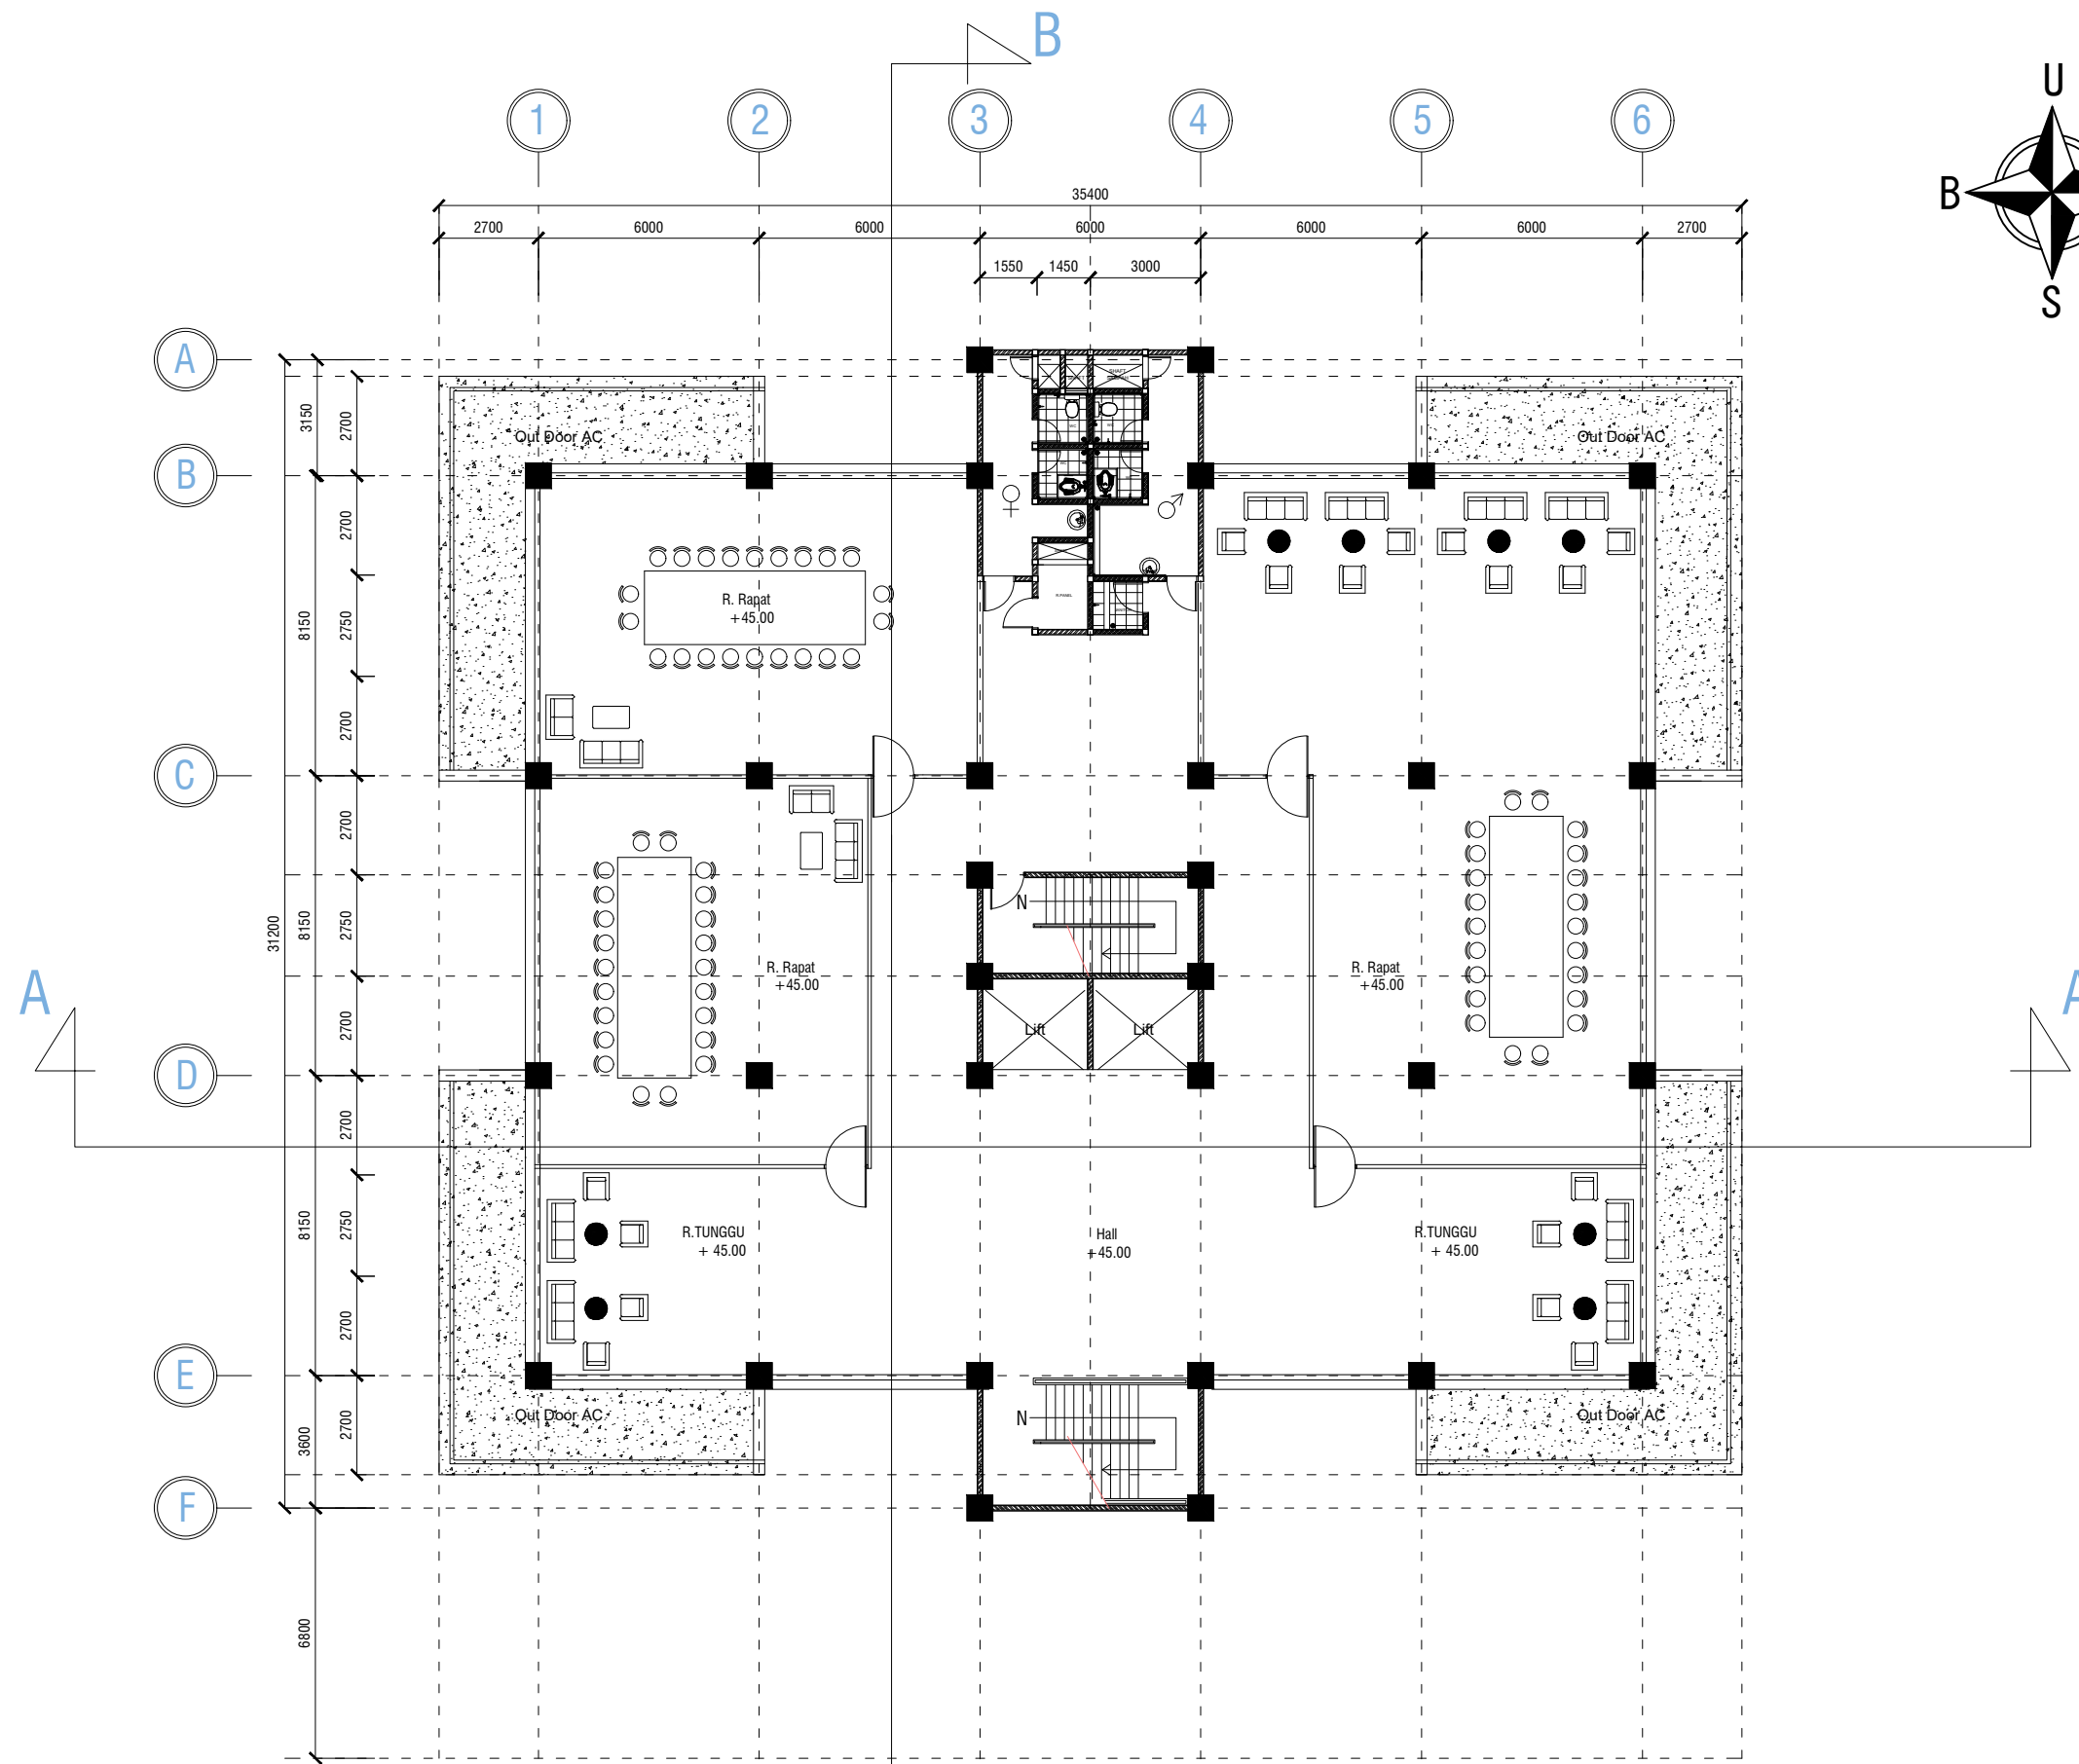 B
U
B
S
1 2 3 4 5 6
35400
2700 6000 6000 6000 6000 6000 2700
1550 1450 3000
A
B
C
D
E
F
3150
8150
8150
8150
3600
6800
31200
2700
2700
2750
2700
2700
2750
2700
2700
2750
2700
2700
Out Door AC
Out Door AC
SHAFT
♀
♂
R. Rapat
+45.00
R.PANEL
N
R. Rapat
+45.00
R. Rapat
+45.00
A
A
Lift
Lift
R.TUNGGU
+ 45.00
Hall
+45.00
R.TUNGGU
+ 45.00
Out Door AC
Out Door AC
N